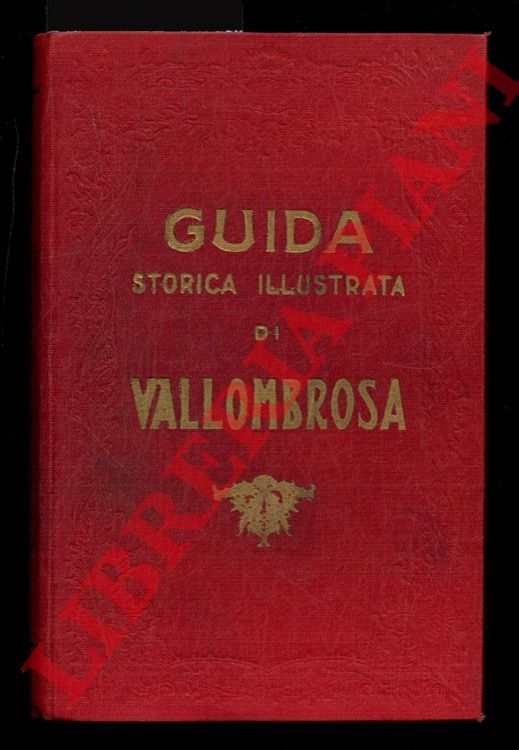 GUIDA
STORICA ILLUSTRATA
DI
VALLOMBROSA
LIBRERIA PIANI